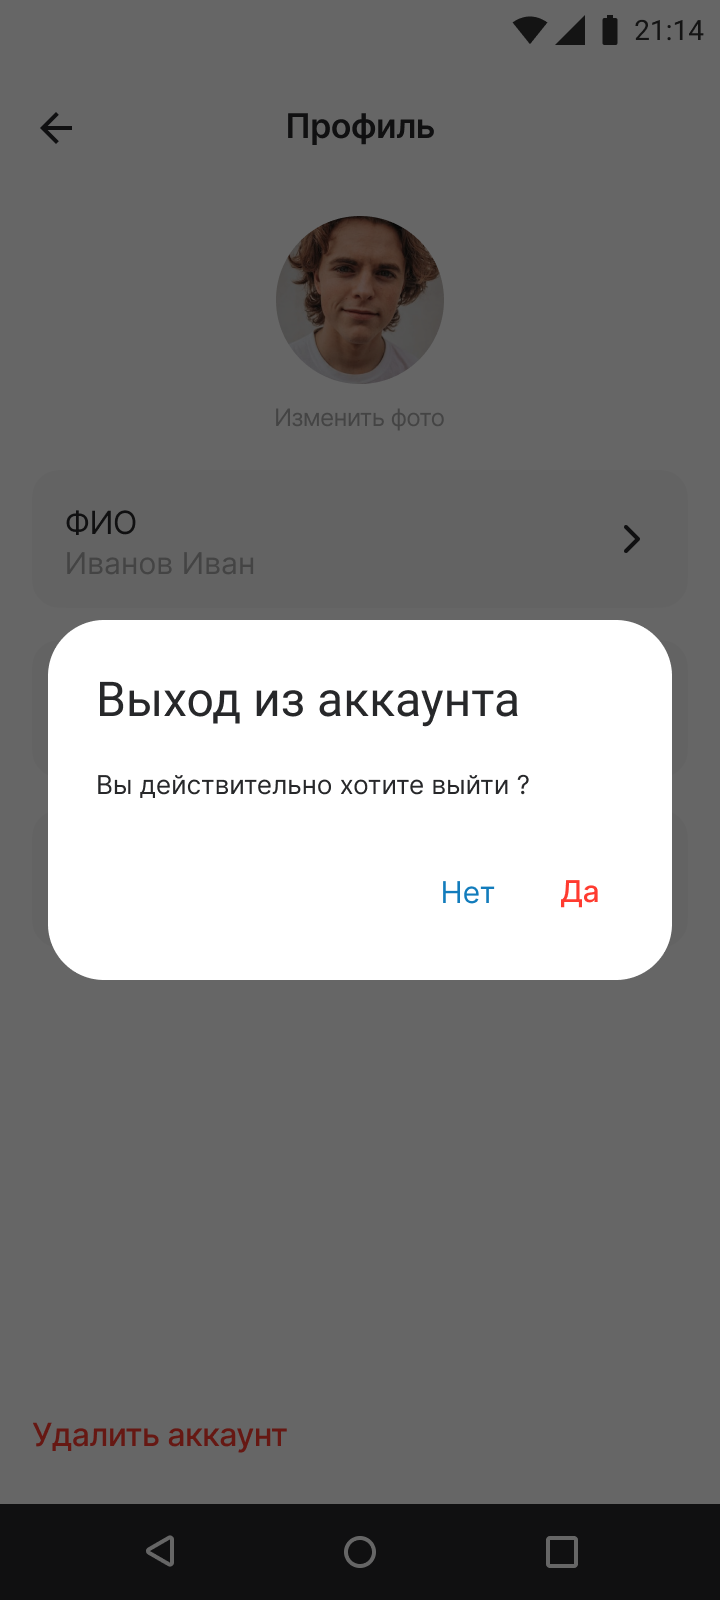 21:14
Профиль
Изменить фото
ФИО
Иванов Иван
Выход из аккаунта
Вы действительно хотите выйти ?
Нет Да
Удалить аккаунт